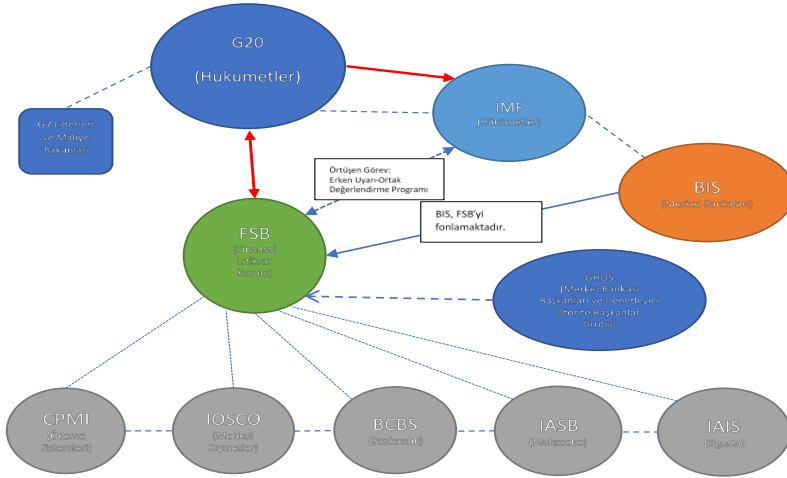 G20
(Hükümetler)
IMF
(Hükümetler)
G7 Liderleri
ve Maliye
Bakanları
Örtüşen Görev:
Erken Uyarı-Ortak
Değerlendirme Programı
BIS
(Merkez Bankaları)
BIS, FSB'yi
fonlamaktadır.
FSB
(Finansal
İstikrar
Kurulu)
GHOS
(Merkez Bankası
Başkanları ve Denetleyici
Otorite Başkanları
Grubu)
CPMI
(Ödeme
Sistemleri)
IOSCO
(Menkul
Kıymetler)
BCBS
(Bankacılık)
IASB
(Muhasebe)
IAIS
(Sigorta)